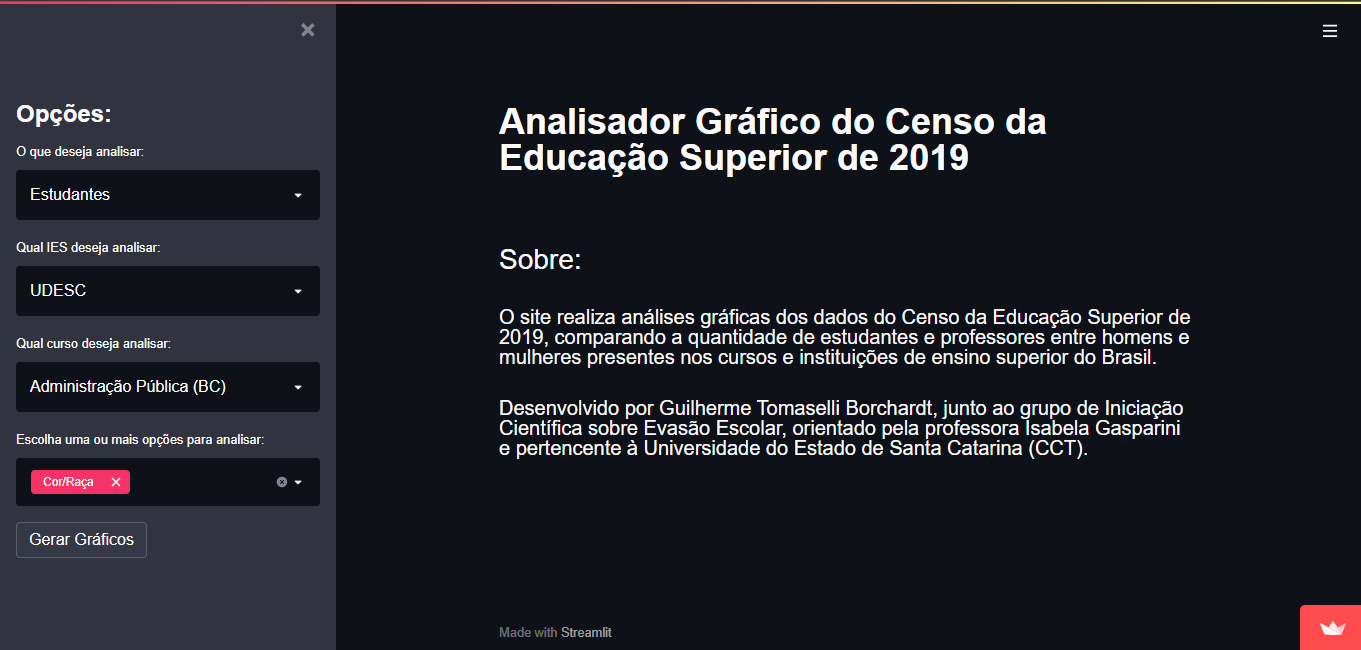 Opções:
O que deseja analisar:
Estudantes
Qual IES deseja analisar:
UDESC
Qual curso deseja analisar:
Administração Pública (BC)
Escolha uma ou mais opções para analisar:
Cor/Raça
Gerar Gráficos
Analisador Gráfico do Censo da
Educação Superior de 2019
Sobre:
O site realiza análises gráficas dos dados do Censo da Educação Superior de
2019, comparando a quantidade de estudantes e professores entre homens e
mulheres presentes nos cursos e instituições de ensino superior do Brasil.
Desenvolvido por Guilherme Tomaselli Borchardt, junto ao grupo de Iniciação
Científica sobre Evasão Escolar, orientado pela professora Isabela Gasparini
e pertencente à Universidade do Estado de Santa Catarina (CCT).
Made with Streamlit